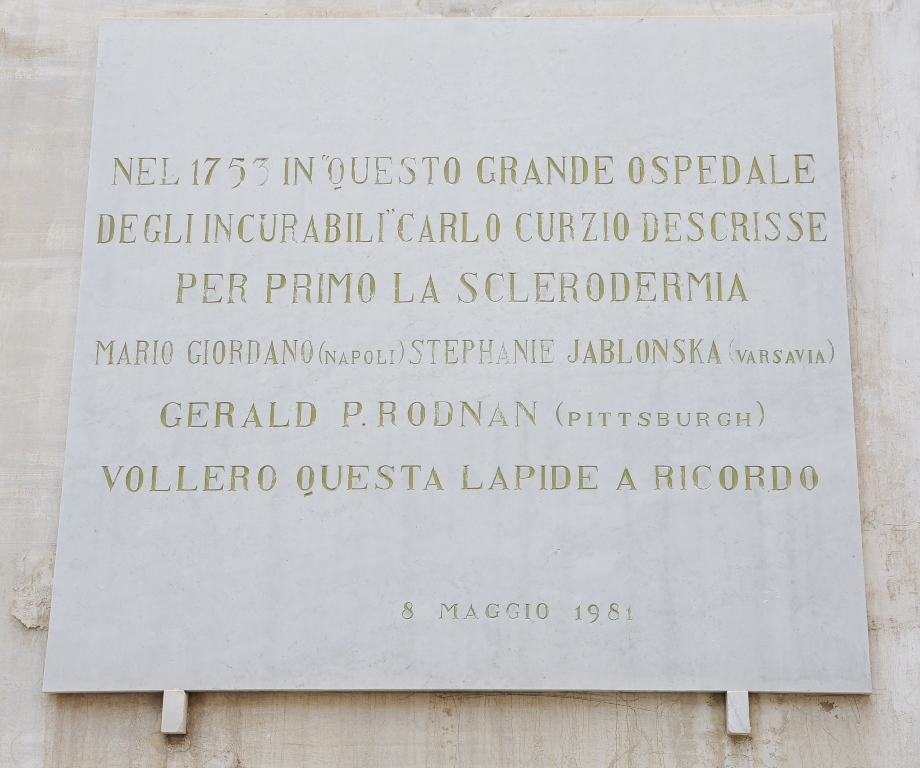 NEL 1753 IN "QUESTO GRANDE OSPEDALE
DEGLI INCURABILI" CARLO CURZIO DESCRISSE
PER PRIMO LA SCLERODERMIA
MARIO GIORDANO (NAPOLI) STEPHANIE JABLONSKA (VARSAVIA)
GERALD P. RODNAN (PITTSBURGH)
VOLLERO QUESTA LAPIDE A RICORDO
8 MAGGIO 1981